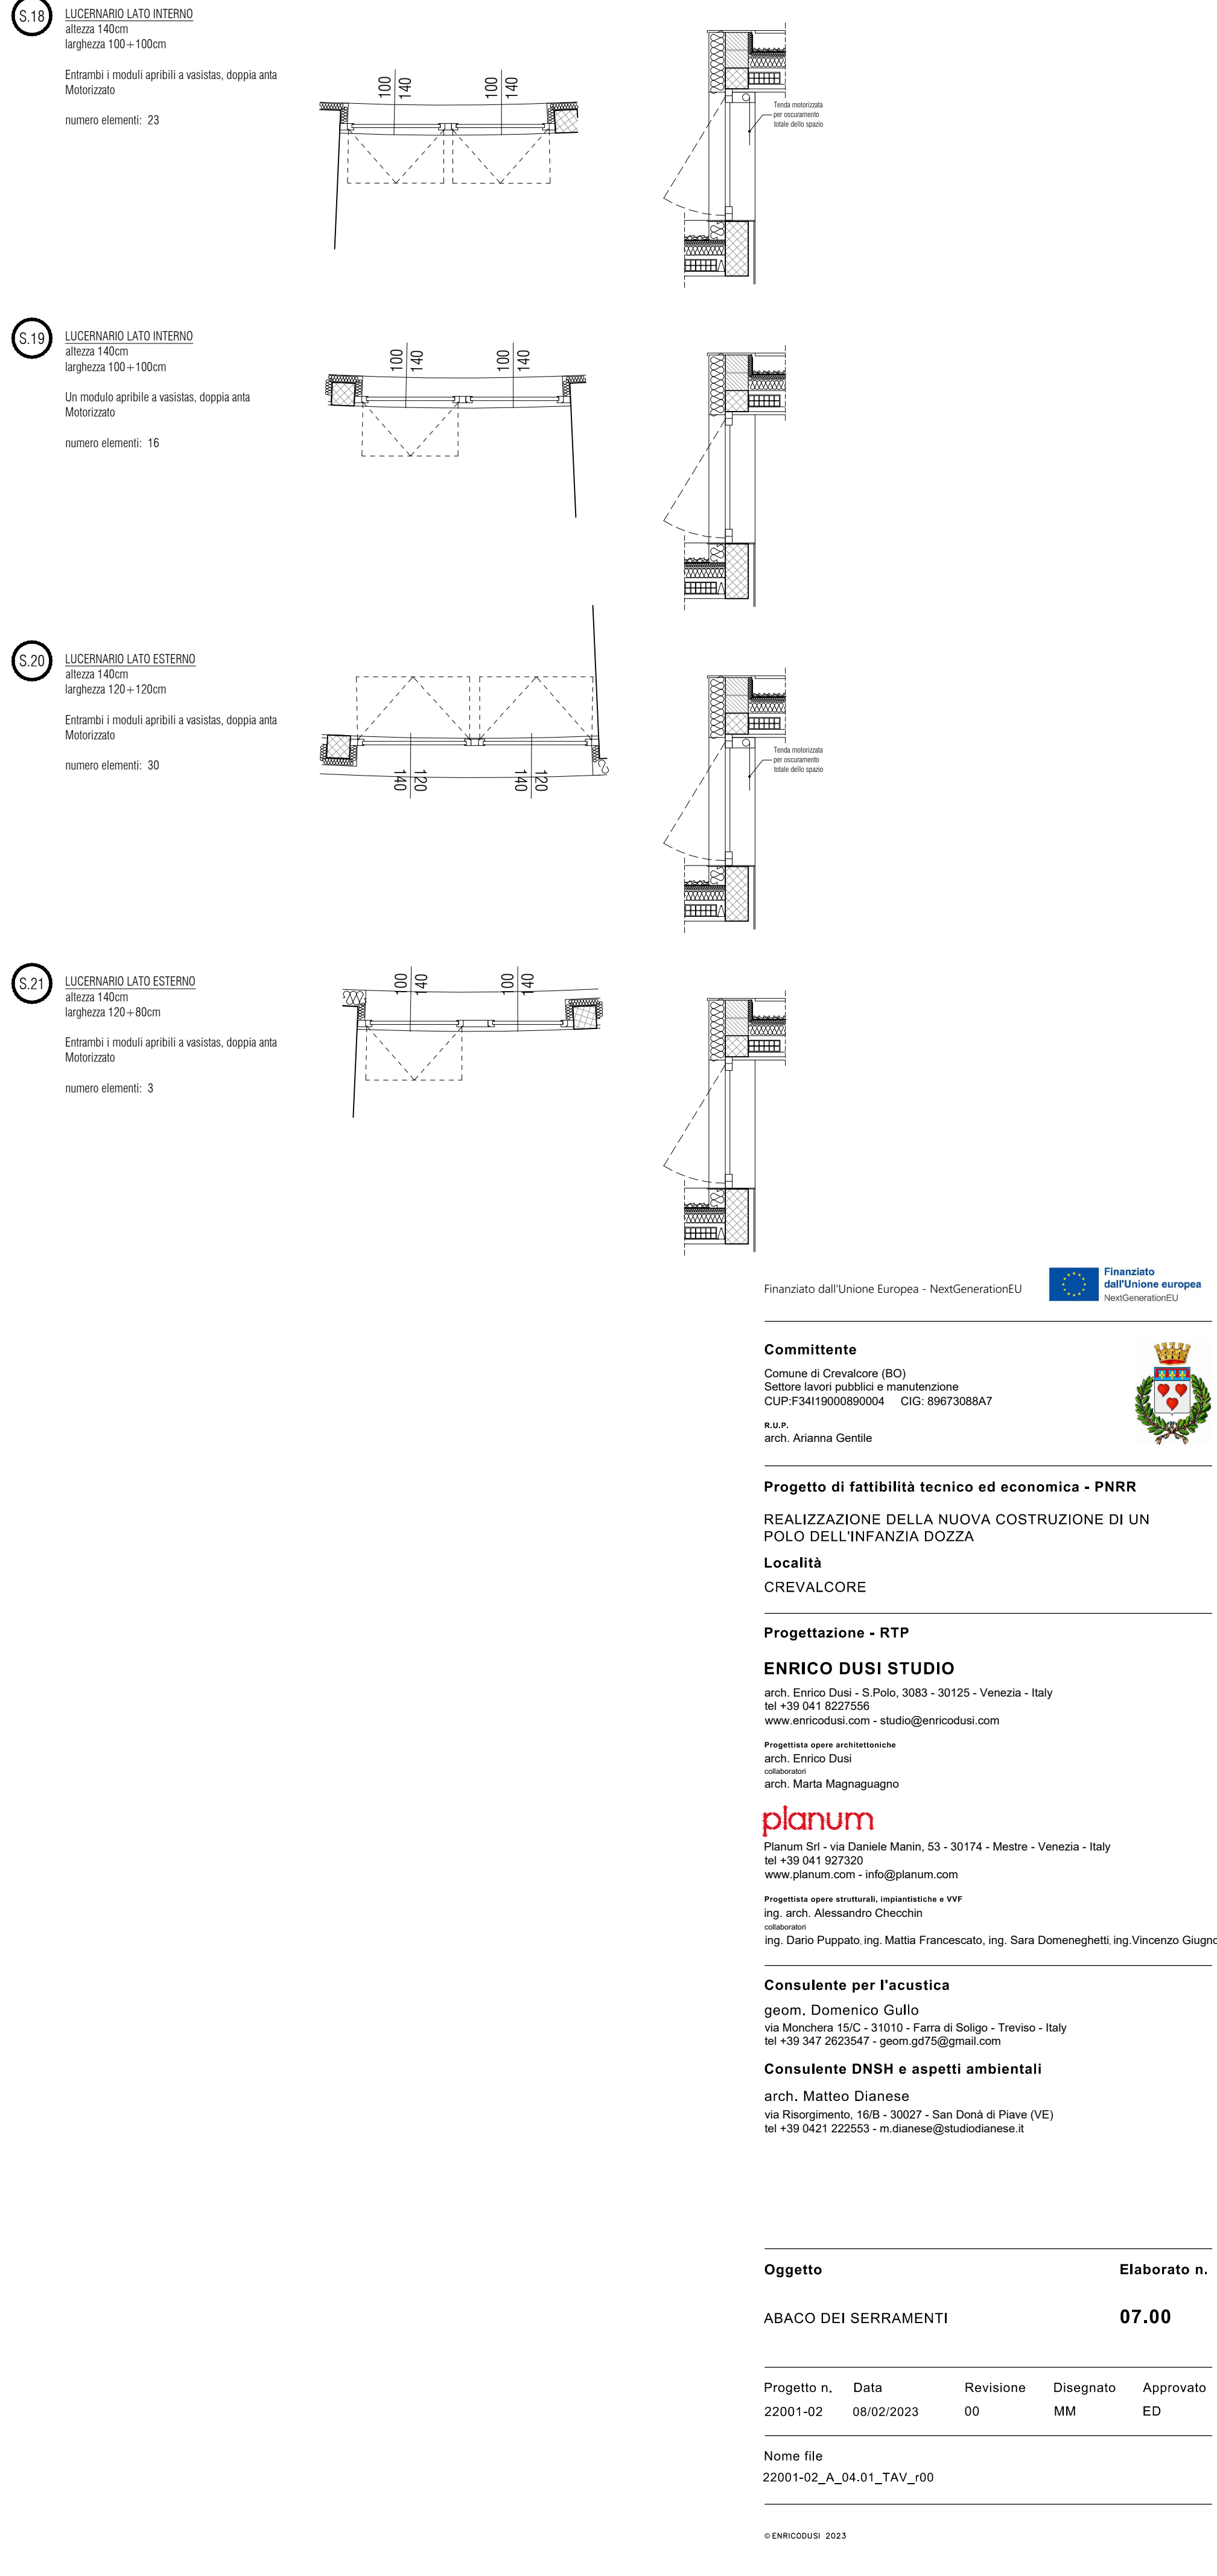 S.18
LUCERNARIO LATO INTERNO
altezza 140cm
larghezza 100+100cm
Entrambi i moduli apribili a vasistas, doppia anta
Motorizzato
numero elementi: 23
100
140
100
140
Tenda motorizzata
per oscuramento
totale dello spazio
S.19
LUCERNARIO LATO INTERNO
altezza 140cm
larghezza 100+100cm
Un modulo apribile a vasistas, doppia anta
Motorizzato
numero elementi: 16
100
140
100
140
S.20
LUCERNARIO LATO ESTERNO
altezza 140cm
larghezza 120+120cm
Entrambi i moduli apribili a vasistas, doppia anta
Motorizzato
numero elementi: 30
140
120
140
120
Tenda motorizzata
per oscuramento
totale dello spazio
S.21
LUCERNARIO LATO ESTERNO
altezza 140cm
larghezza 120+80cm
Entrambi i moduli apribili a vasistas, doppia anta
Motorizzato
numero elementi: 3
100
140
100
140
Finanziato dall'Unione Europea - NextGenerationEU
Finanziato
dall'Unione europea
NextGenerationEU
Committente
Comune di Crevalcore (BO)
Settore lavori pubblici e manutenzione
CUP:F34I19000890004 CIG: 89673088A7
R.U.P.
arch. Arianna Gentile
Progetto di fattibilità tecnico ed economica - PNRR
REALIZZAZIONE DELLA NUOVA COSTRUZIONE DI UN
POLO DELL'INFANZIA DOZZA
Località
CREVALCORE
Progettazione - RTP
ENRICO DUSI STUDIO
arch. Enrico Dusi - S.Polo, 3083 - 30125 - Venezia - Italy
tel +39 041 8227556
www.enricodusi.com - studio@enricodusi.com
Progettista opere architettoniche
arch. Enrico Dusi
collaboratori
arch. Marta Magnaguagno
planum
Planum Srl - via Daniele Manin, 53 - 30174 - Mestre - Venezia - Italy
tel +39 041 927320
www.planum.com - info@planum.com
Progettista opere strutturali, impiantistiche e VVF
ing. arch. Alessandro Checchin
collaboratori
ing. Dario Puppato, ing. Mattia Francescato, ing. Sara Domeneghetti, ing.Vincenzo Giugno
Consulente per l'acustica
geom. Domenico Gullo
via Monchera 15/C - 31010 - Farra di Soligo - Treviso - Italy
tel +39 347 2623547 - geom.gd75@gmail.com
Consulente DNSH e aspetti ambientali
arch. Matteo Dianese
via Risorgimento, 16/B - 30027 - San Donà di Piave (VE)
tel +39 0421 222553 - m.dianese@studiodianese.it
Oggetto Elaborato n.
ABACO DEI SERRAMENTI 07.00
Progetto n. Data Revisione Disegnato Approvato
22001-02 08/02/2023 00 MM ED
Nome file
22001-02_A_04.01_TAV_r00
© ENRICODUSI 2023